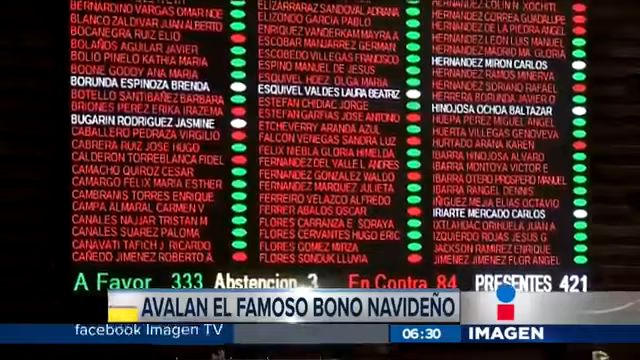 BERNARDINO VARGAS OMAR NOE
BLANCO ZALDIVAR JUAN ALBERTO
BOCANEGRA RUIZ ELIO
BOLAÑOS AGUILAR JAVIER
BOLIO PINELO KATHIA MARIA
BOONE GODOY ANA MARIA
BORUNDA ESPINOZA BRENDA
BOTELLO SANTIBAÑEZ BARBARA
BRIONES PEREZ ERIKA IRAZEMA
BUGARIN RODRIGUEZ JASMINE
CABALLERO PEDRAZA VIRGILIO
CABRERA RUIZ JOSE HUGO
CALDERON TORREBLANCA FIDEL
CAMACHO QUIROZ CESAR
CAMARGO FELIX MARIA ESTHER
CAMBRANIS TORRES ENRIQUE
CAMPA ALMARAL CARMEN V
CANALES NAJJAR TRISTAN M
CANALES SUAREZ PALOMA
CANAVATI TAFICH J RICARDO
CAÑEDO JIMENEZ ROBERTO A
ELIZARRARAZ SANDOVAL ADRIANA
ELIZONDO GARCIA PABLO
ENRIQUEZ VANDERKAM MAYRA A
ESCOBAR MANJARREZ GERMAN
ESCOBEDO VILLEGAS FRANCISCO
ESPINO MANUEL DE JESUS
ESQUIVEL HDEZ OLGA MARIA
ESQUIVEL VALDES LAURA BEATRIZ
ESTEFAN CHIDIAC JORGE
ESTEFAN GARFIAS JOSE ANTONIO
ETCHEVERRY ARANDA AZUL
FALCON VENEGAS SANDRA LUZ
FELIX NIEBLA GLORIA HIMELDA
FERNANDEZ DEL VALLE L ANDRES
FERNANDEZ GONZALEZ WALDO
FERNANDEZ MARQUEZ JULIETA
FERREIRO VELAZCO ALFREDO
FERRER ABALOS OSCAR
FLORES CARRANZA E SORAYA
FLORES CERVANTES HUGO ERIC
FLORES GOMEZ MIRZA
FLORES SONDUK LLUVIA
HERNANDEZ COLIN N XOCHITL
HERNANDEZ CORREA GUADALUPE
HERNANDEZ DE LA PIEDRA ANGEL
HERNANDEZ LEON LUIS MANUEL
HERNANDEZ MADRID MA GLORIA
HERNANDEZ MIRON CARLOS
HERNANDEZ RAMOS MINERVA
HERNANDEZ SORIANO RAFAEL
HERRERA BORUNDA JAVIER O
HINOJOSA OCHOA BALTAZAR
HUEPA PEREZ MIGUEL ANGEL
HUERTA VILLEGAS GENOVEVA
HURTADO ARANA KAREN
IBARRA HINOJOSA ALVARO
IBARRA MONTOYA VICTOR E
IBARRA OTERO PROSPERO MANUEL
IBARRA RANGEL DENNIS
IÑIGUEZ MEJIA ELIAS OCTAVIO
IRIARTE MERCADO CARLOS
IXTLAHUAC ORIHUELA JUAN A
IZQUIERDO ROJAS JESUS G
JACKSON RAMIREZ ENRIQUE
JIMENEZ JIMENEZ FLOR ANGEL
A Favor 333 Abstencion 3 En Contra 84 PRESENTES 421
AVALAN EL FAMOSO BONO NAVIDEÑO
facebook Imagen TV 06:30 IMAGEN